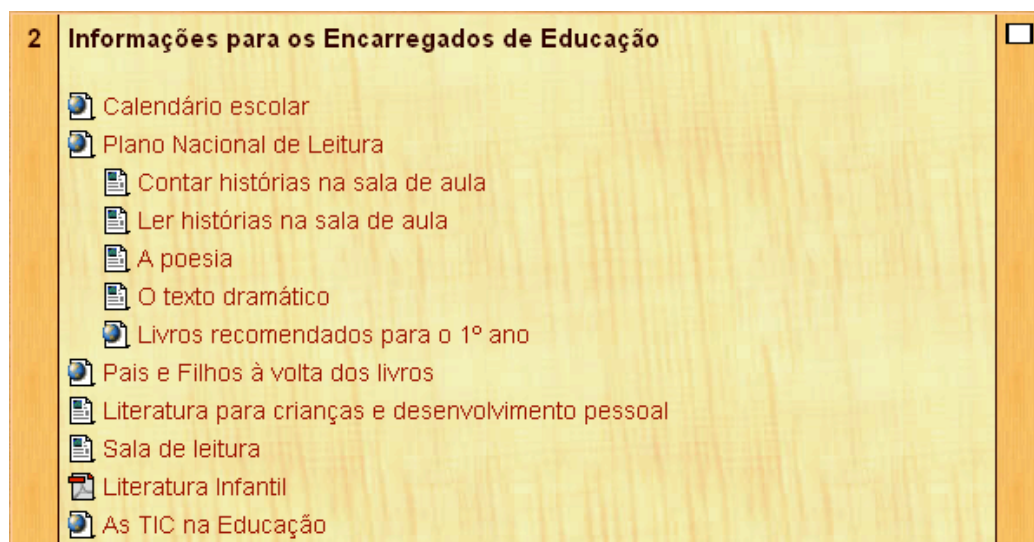 2 Informações para os Encarregados de Educação
Calendário escolar
Plano Nacional de Leitura
Contar histórias na sala de aula
Ler histórias na sala de aula
A poesia
O texto dramático
Livros recomendados para o 1º ano
Pais e Filhos à volta dos livros
Literatura para crianças e desenvolvimento pessoal
Sala de leitura
Literatura Infantil
As TIC na Educação